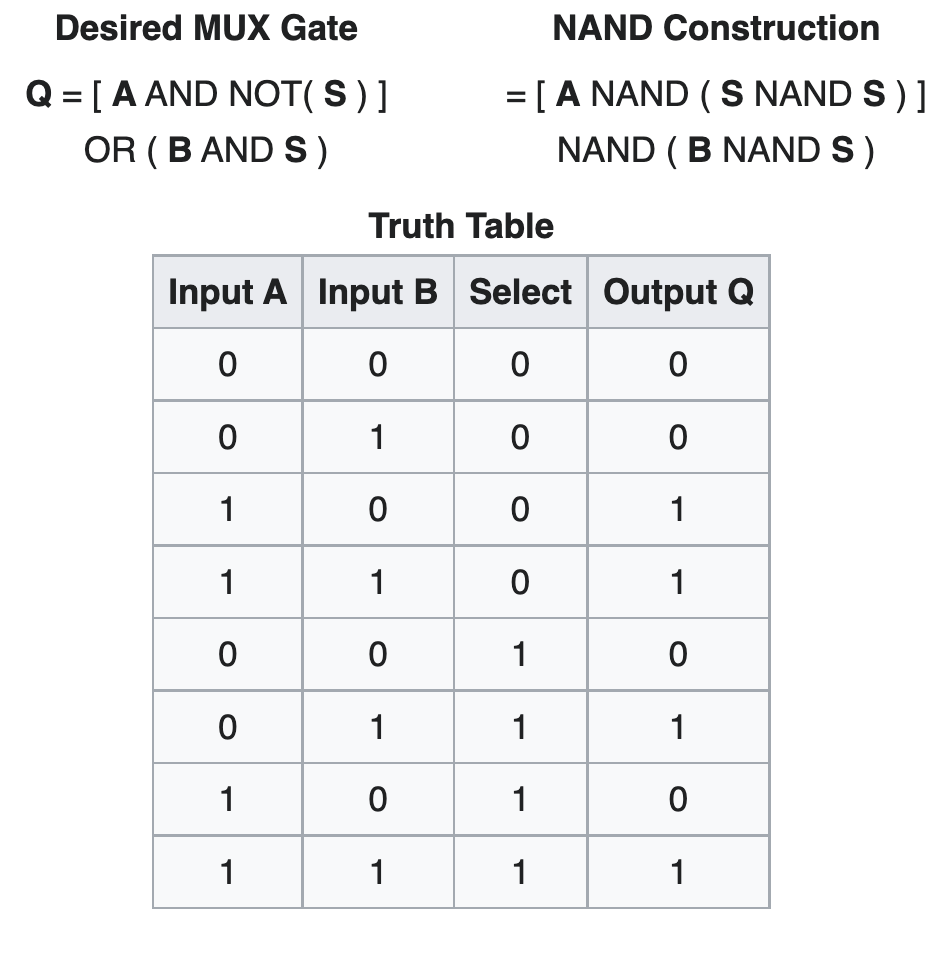 Desired MUX Gate NAND Construction
Q = [ A AND NOT( S ) ] = [ A NAND ( S NAND S ) ]
OR ( B AND S ) NAND ( B NAND S )
Truth Table
Input A Input B Select Output Q
0 0 0 0
0 1 0 0
1 0 0 1
1 1 0 1
0 0 1 0
0 1 1 1
1 0 1 0
1 1 1 1